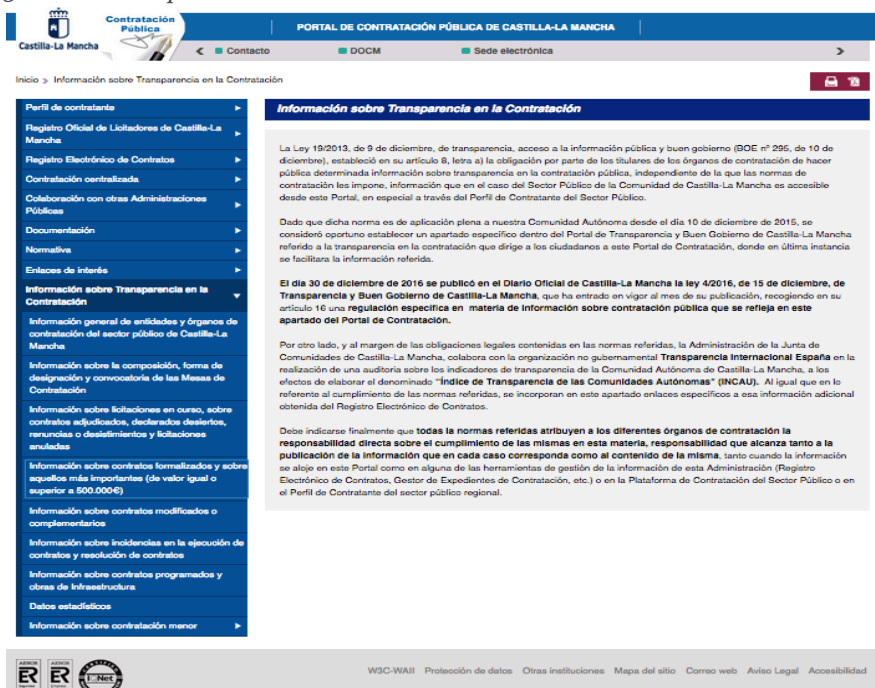 Contratación
Pública
PORTAL DE CONTRATACIÓN PÚBLICA DE CASTILLA-LA MANCHA
Castilla-La Mancha
Contacto
DOCM
Sede electrónica
Inicio > Información sobre Transparencia en la Contratación
Perfil de contratante
Registro Oficial de Licitadores de Castilla-La
Mancha
Registro Electrónico de Contratos
Contratación centralizada
Colaboración con otras Administraciones
Públicas
Documentación
Normativa
Enlaces de interés
Información sobre Transparencia en la
Contratación
Información general de entidades y órganos de
contratación del sector público de Castilla-La
Mancha
Información sobre la composición, forma de
designación y convocatoria de las Mesas de
Contratación
Información sobre licitaciones en curso, sobre
contratos adjudicados, declarados desiertos,
renuncias o desistimientos y licitaciones
anuladas
Información sobre contratos formalizados y sobre
aquellos más importantes (de valor igual o
superior a 500.000€)
Información sobre contratos modificados o
complementarios
Información sobre incidencias en la ejecución de
contratos y resolución de contratos
Información sobre contratos programados y
obras de Infraestructura
Datos estadísticos
Información sobre contratación menor
Información sobre Transparencia en la Contratación
La Ley 19/2013, de 9 de diciembre, de transparencia, acceso a la información pública y buen gobierno (BOE nº 295, de 10 de
diciembre), estableció en su artículo 8, letra a) la obligación por parte de los titulares de los órganos de contratación de hacer
pública determinada información sobre transparencia en la contratación pública, independiente de la que las normas de
contratación les impone, información que en el caso del Sector Público de la Comunidad de Castilla-La Mancha es accesible
desde este Portal, en especial a través del Perfil de Contratante del Sector Público.
Dado que dicha norma es de aplicación plena a nuestra Comunidad Autónoma desde el día 10 de diciembre de 2015, se
consideró oportuno establecer un apartado específico dentro del Portal de Transparencia y Buen Gobierno de Castilla-La Mancha
referido a la transparencia en la contratación que dirige a los ciudadanos a este Portal de Contratación, donde en última instancia
se facilitara la información referida.
El día 30 de diciembre de 2016 se publicó en el Diario Oficial de Castilla-La Mancha la ley 4/2016, de 15 de diciembre, de
Transparencia y Buen Gobierno de Castilla-La Mancha, que ha entrado en vigor al mes de su publicación, recogiendo en su
artículo 16 una regulación específica en materia de información sobre contratación pública que se refleja en este
apartado del Portal de Contratación.
Por otro lado, y al margen de las obligaciones legales contenidas en las normas referidas, la Administración de la Junta de
Comunidades de Castilla-La Mancha, colabora con la organización no gubernamental Transparencia Internacional España en la
realización de una auditoria sobre los indicadores de transparencia de la Comunidad Autónoma de Castilla-La Mancha, a los
efectos de elaborar el denominado "Índice de Transparencia de las Comunidades Autónomas" (INCAU). Al igual que en lo
referente al cumplimiento de las normas referidas, se incorporan en este apartado enlaces específicos a esa información adicional
obtenida del Registro Electrónico de Contratos.
Debe indicarse finalmente que todas la normas referidas atribuyen a los diferentes órganos de contratación la
responsabilidad directa sobre el cumplimiento de las mismas en esta materia, responsabilidad que alcanza tanto a la
publicación de la información que en cada caso corresponda como al contenido de la misma, tanto cuando la información
se aloje en este Portal como en alguna de las herramientas de gestión de la información de esta Administración (Registro
Electrónico de Contratos, Gestor de Expedientes de Contratación, etc.) o en la Plataforma de Contratación del Sector Público o en
el Perfil de Contratante del sector público regional.
AENOR
ER
AENOR
ER
IQNet
W3C-WAII Protección de datos Otras instituciones Mapa del sitio Correo web Aviso Legal Accesibilidad